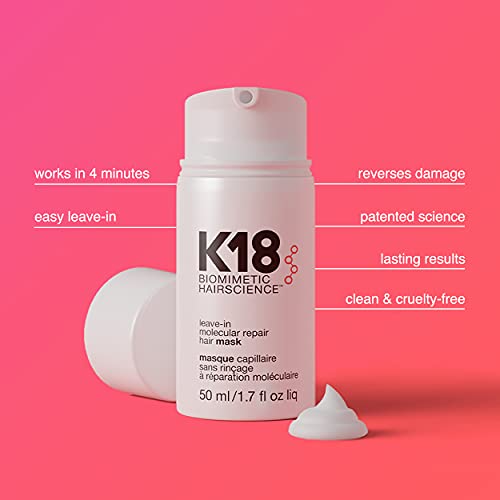 works in 4 minutes
easy leave-in
reverses damage
patented science
lasting results
clean & cruelty-free
K18
BIOMIMETIC
HAIRSCIENCE™
leave-in
molecular repair
hair mask
masque capillaire
sans rinçage
à réparation moléculaire
50 ml/1.7 fl oz liq